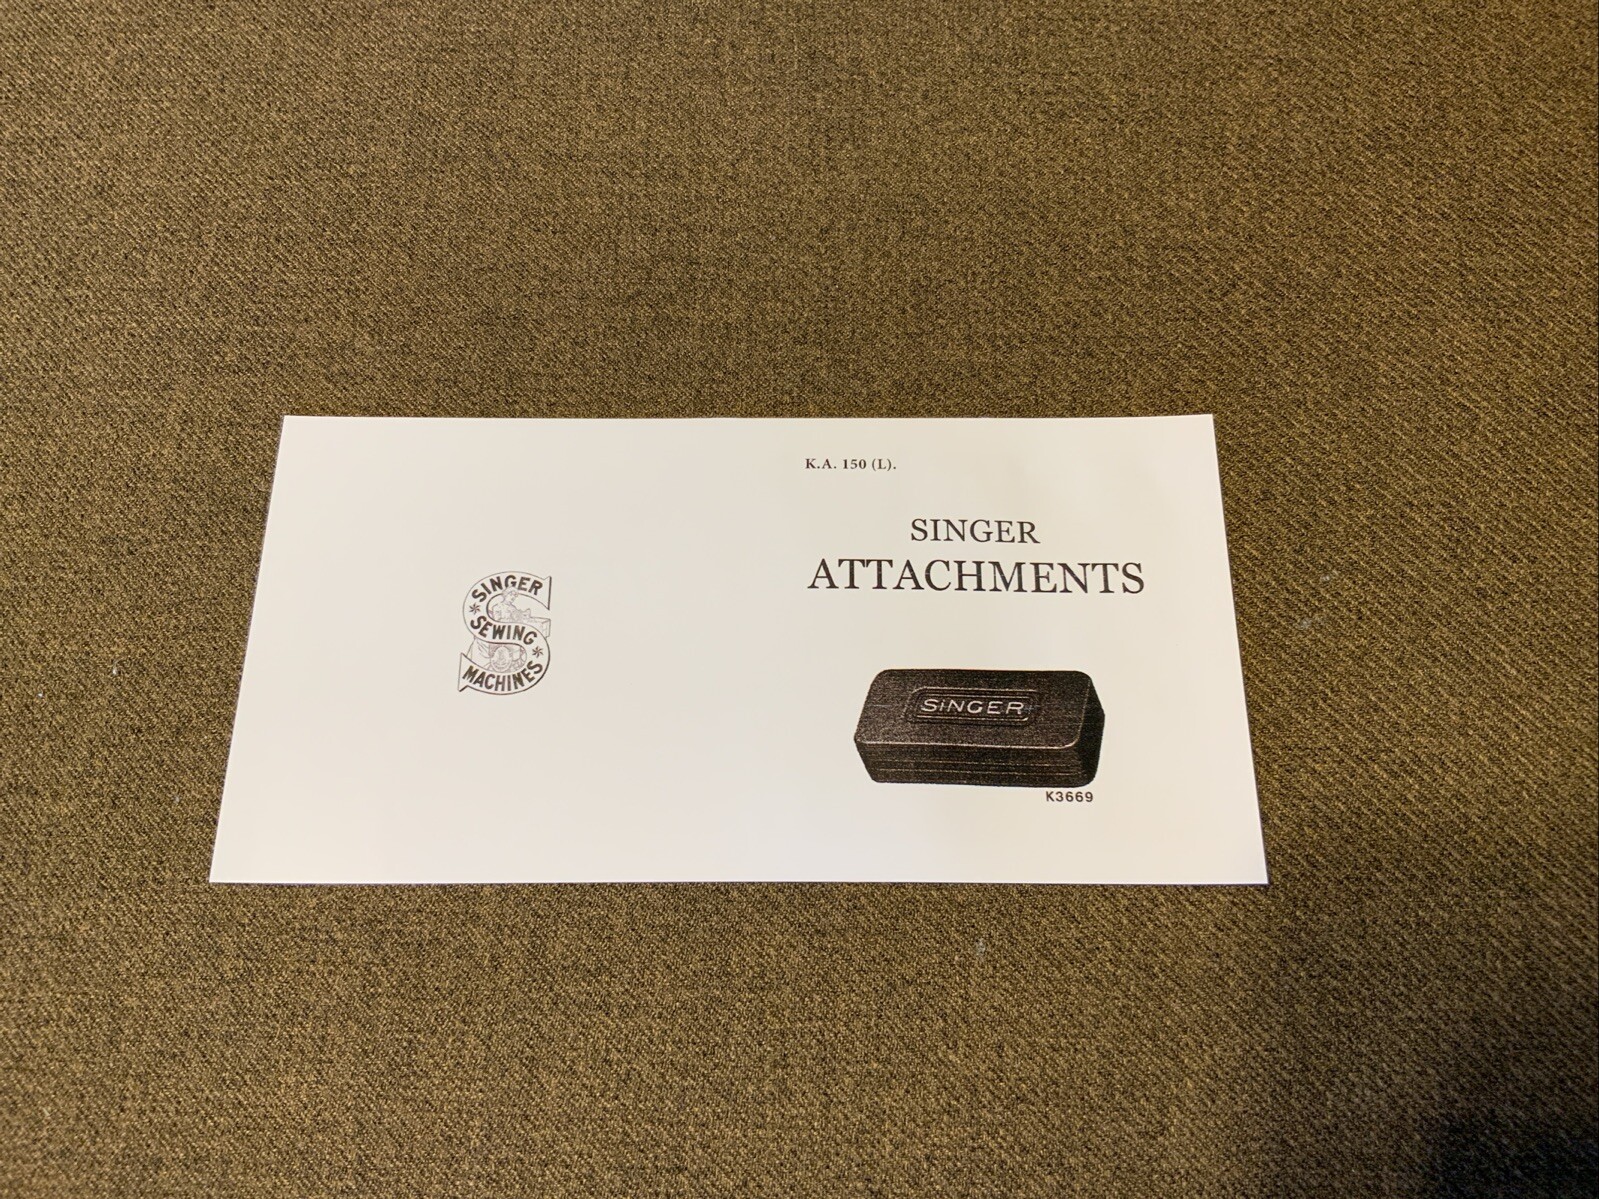 SINGER
SEWING
MACHINES
K.A. 150 (L).
SINGER
ATTACHMENTS
SINGER
K3669